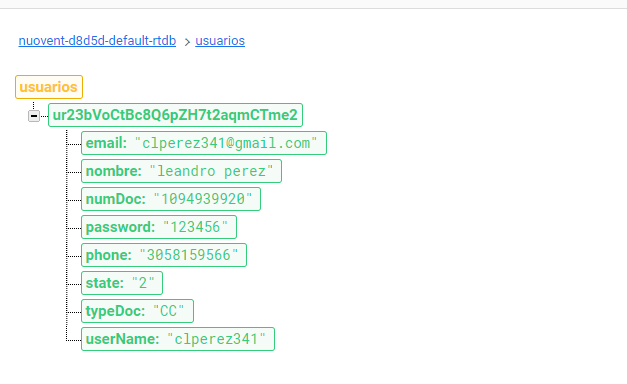 nuovent-d8d5d-default-rtdb > usuarios
usuarios
ur23bVoCtBc8Q6pZH7t2aqmCTme2
email: "clperez341@gmail.com"
nombre: "leandro perez"
numDoc: "1094939920"
password: "123456"
phone: "3058159566"
state: "2"
typeDoc: "CC"
userName: "clperez341"